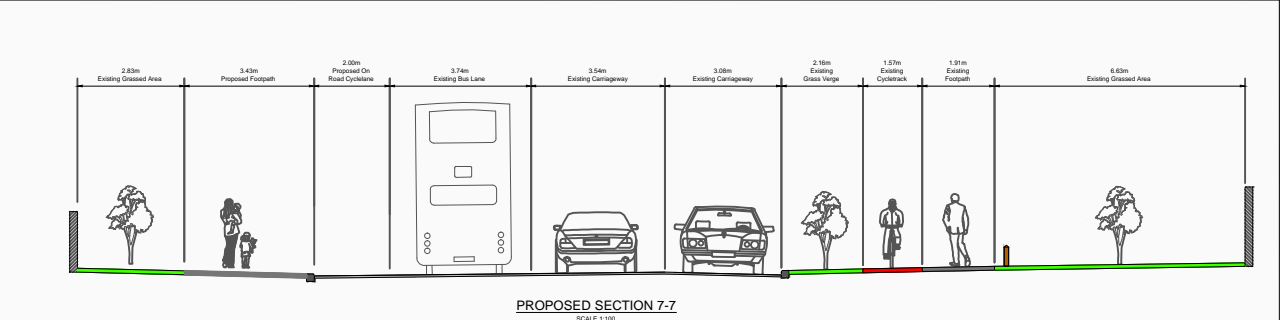 2.83m
Existing Grassed Area
3.43m
Proposed Footpath
2.00m
Proposed On
Road Cyclelane
3.74m
Existing Bus Lane
3.54m
Existing Carriageway
3.08m
Existing Carriageway
2.16m
Existing
Grass Verge
1.57m
Existing
Cycletrack
1.91m
Existing
Footpath
6.63m
Existing Grassed Area
PROPOSED SECTION 7-7
SCALE 1:100